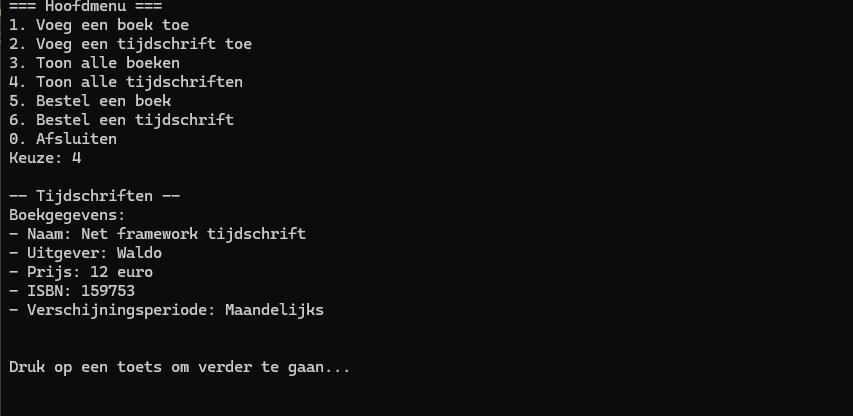 === Hoofdmenu ===
1. Voeg een boek toe
2. Voeg een tijdschrift toe
3. Toon alle boeken
4. Toon alle tijdschriften
5. Bestel een boek
6. Bestel een tijdschrift
0. Afsluiten
Keuze: 4
-- Tijdschriften --
Boekgegevens:
- Naam: Net framework tijdschrift
- Uitgever: Waldo
- Prijs: 12 euro
- ISBN: 159753
- Verschijningsperiode: Maandelijks
Druk op een toets om verder te gaan...